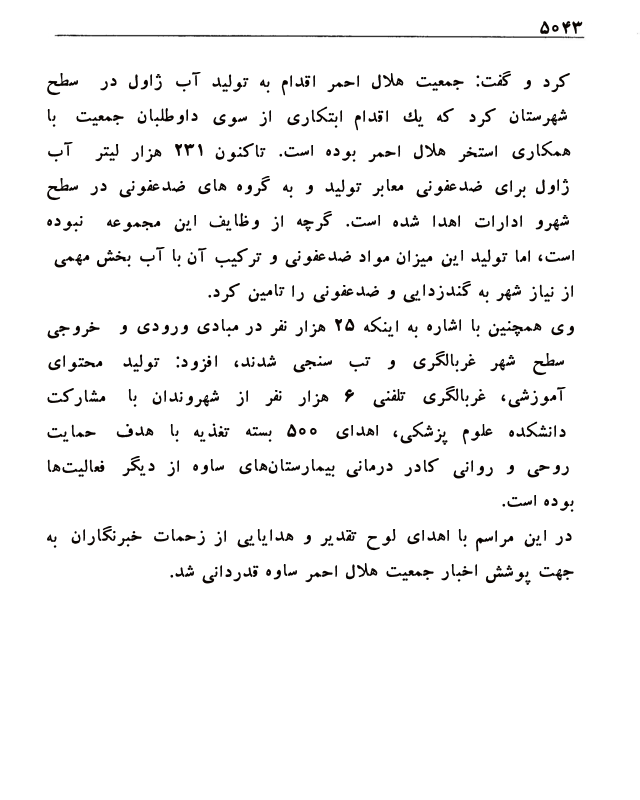 ۵۰۴۳
کرد و گفت: جمعیت هلال احمر اقدام به تولید آب ژاول در سطح
شهرستان کرد که یك اقدام ابتکاری از سوی داوطلبان جمعیت با
همکاری استخر هلال احمر بوده است. تاکنون ۲۳۱ هزار لیتر آب
ژاول برای ضدعفونی معابر تولید و به گروه های ضدعفونی در سطح
شهرو ادارات اهدا شده است. گرچه از وظایف این مجموعه نبوده
است، اما تولید این میزان مواد ضدعفونی و ترکیب آن با آب بخش مهمی
از نیاز شهر به گندزدایی و ضدعفونی را تامین کرد.
وی همچنین با اشاره به اینکه ۲۵ هزار نفر در مبادی ورودی و خروجی
سطح شهر غربالگری و تب سنجی شدند، افزود: تولید محتوای
آموزشی، غربالگری تلفنی ۶ هزار نفر از شهروندان با مشارکت
دانشکده علوم پزشکی، اهدای ۵۰۰ بسته تغذیه با هدف حمایت
روحی و روانی کادر درمانی بیمارستان‌های ساوه از دیگر فعالیت‌ها
بوده است.
در این مراسم با اهدای لوح تقدیر و هدایایی از زحمات خبرنگاران به
جهت پوشش اخبار جمعیت هلال احمر ساوه قدردانی شد.